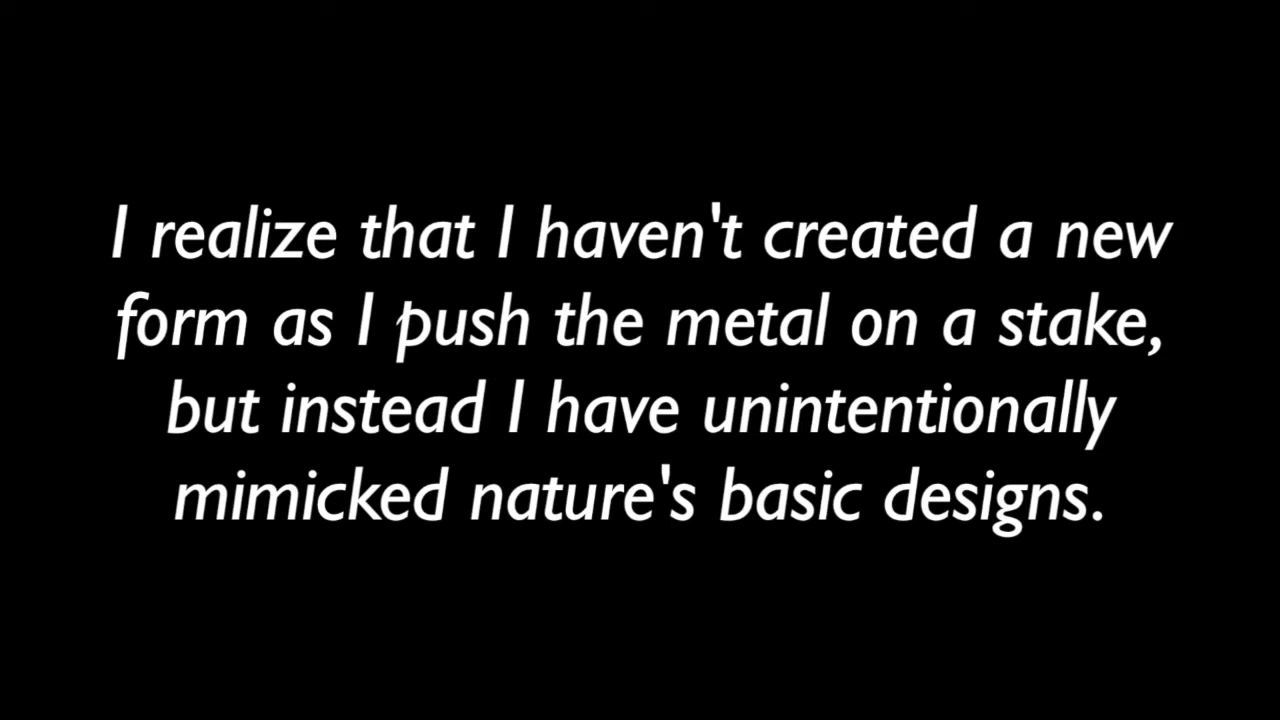 I realize that I haven't created a new
form as I push the metal on a stake,
but instead I have unintentionally
mimicked nature's basic designs.